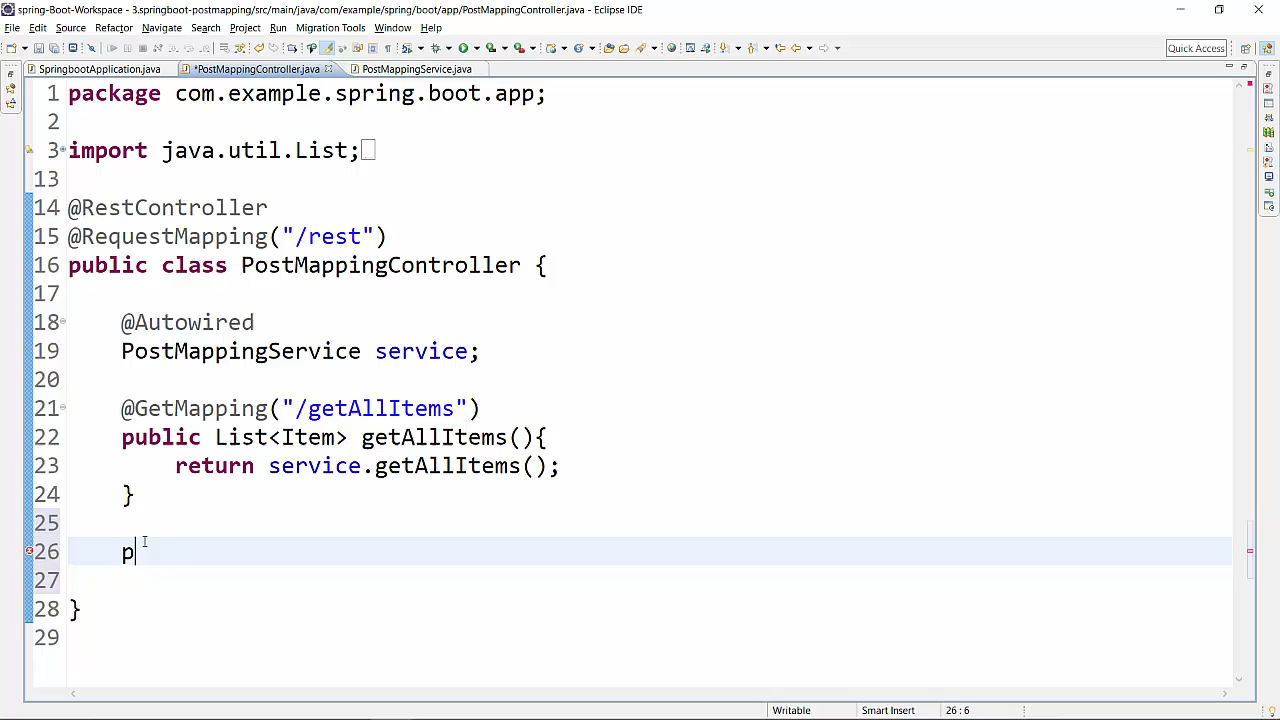 spring-Boot-Workspace - 3.springboot-postmapping/src/main/java/com/example/spring/boot/app/PostMappingController.java - Eclipse IDE
File Edit Source Refactor Navigate Search Project Run Migration Tools Window Help
Quick Access
SpringbootApplication.java *PostMappingController.java PostMappingService.java
1 package com.example.spring.boot.app;
2
3 import java.util.List;
13
14 @RestController
15 @RequestMapping("/rest")
16 public class PostMappingController {
17
18 @Autowired
19 PostMappingService service;
20
21 @GetMapping("/getAllItems")
22 public List<Item> getAllItems(){
23 return service.getAllItems();
24 }
25
26 p
27
28 }
29
Writable Smart Insert 26 : 6